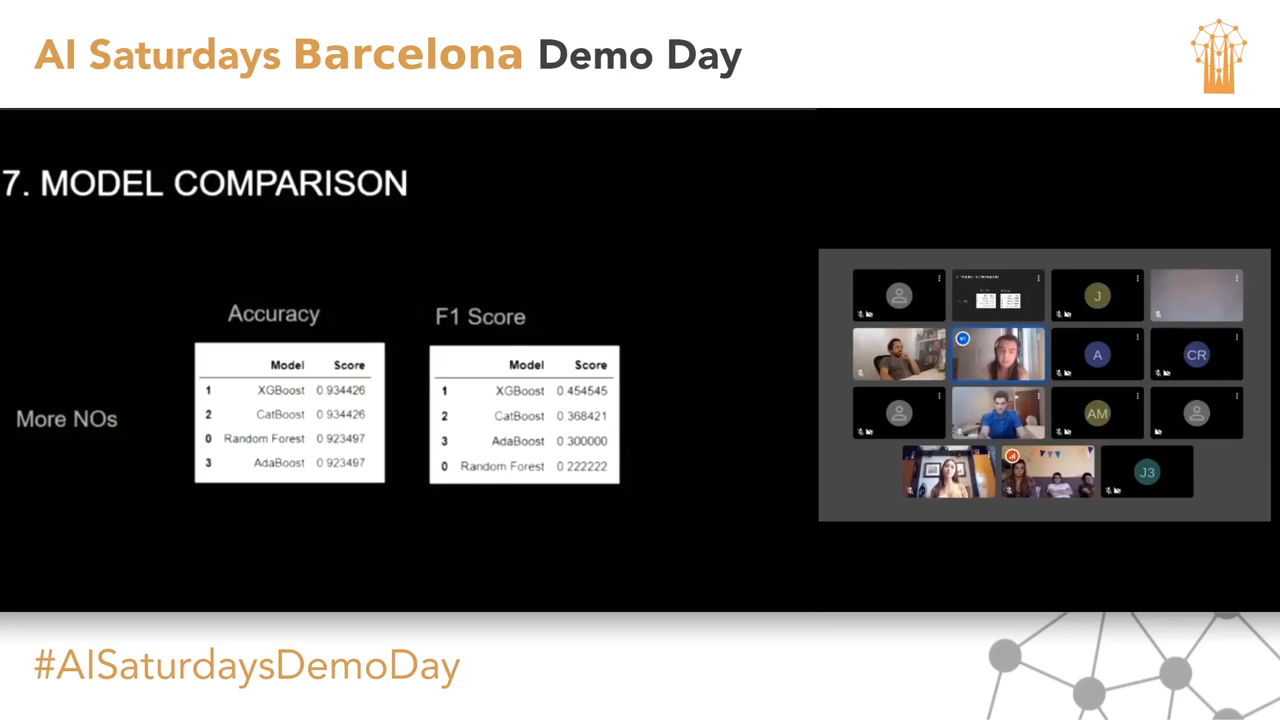 AI Saturdays Barcelona Demo Day
7. MODEL COMPARISON
Accuracy
F1 Score
More NOs
Model Score
1 XGBoost 0 934426
2 CatBoost 0 934426
0 Random Forest 0 923497
3 AdaBoost 0 923497
Model Score
1 XGBoost 0 454545
2 CatBoost 0 368421
3 AdaBoost 0 300000
0 Random Forest 0 222222
J
A
CR
AM
J3
#AISaturdaysDemoDay